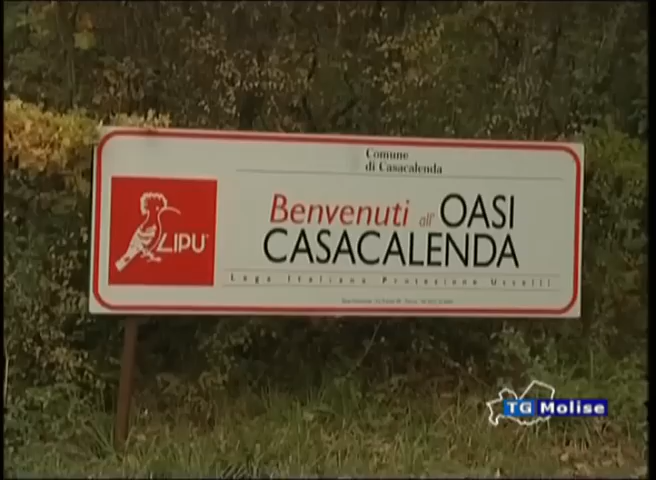 Comune
di Casacalenda
Benvenuti all' OASI
CASACALENDA
LIPU
Lega Italiana Protezione Uccelli
TG Molise